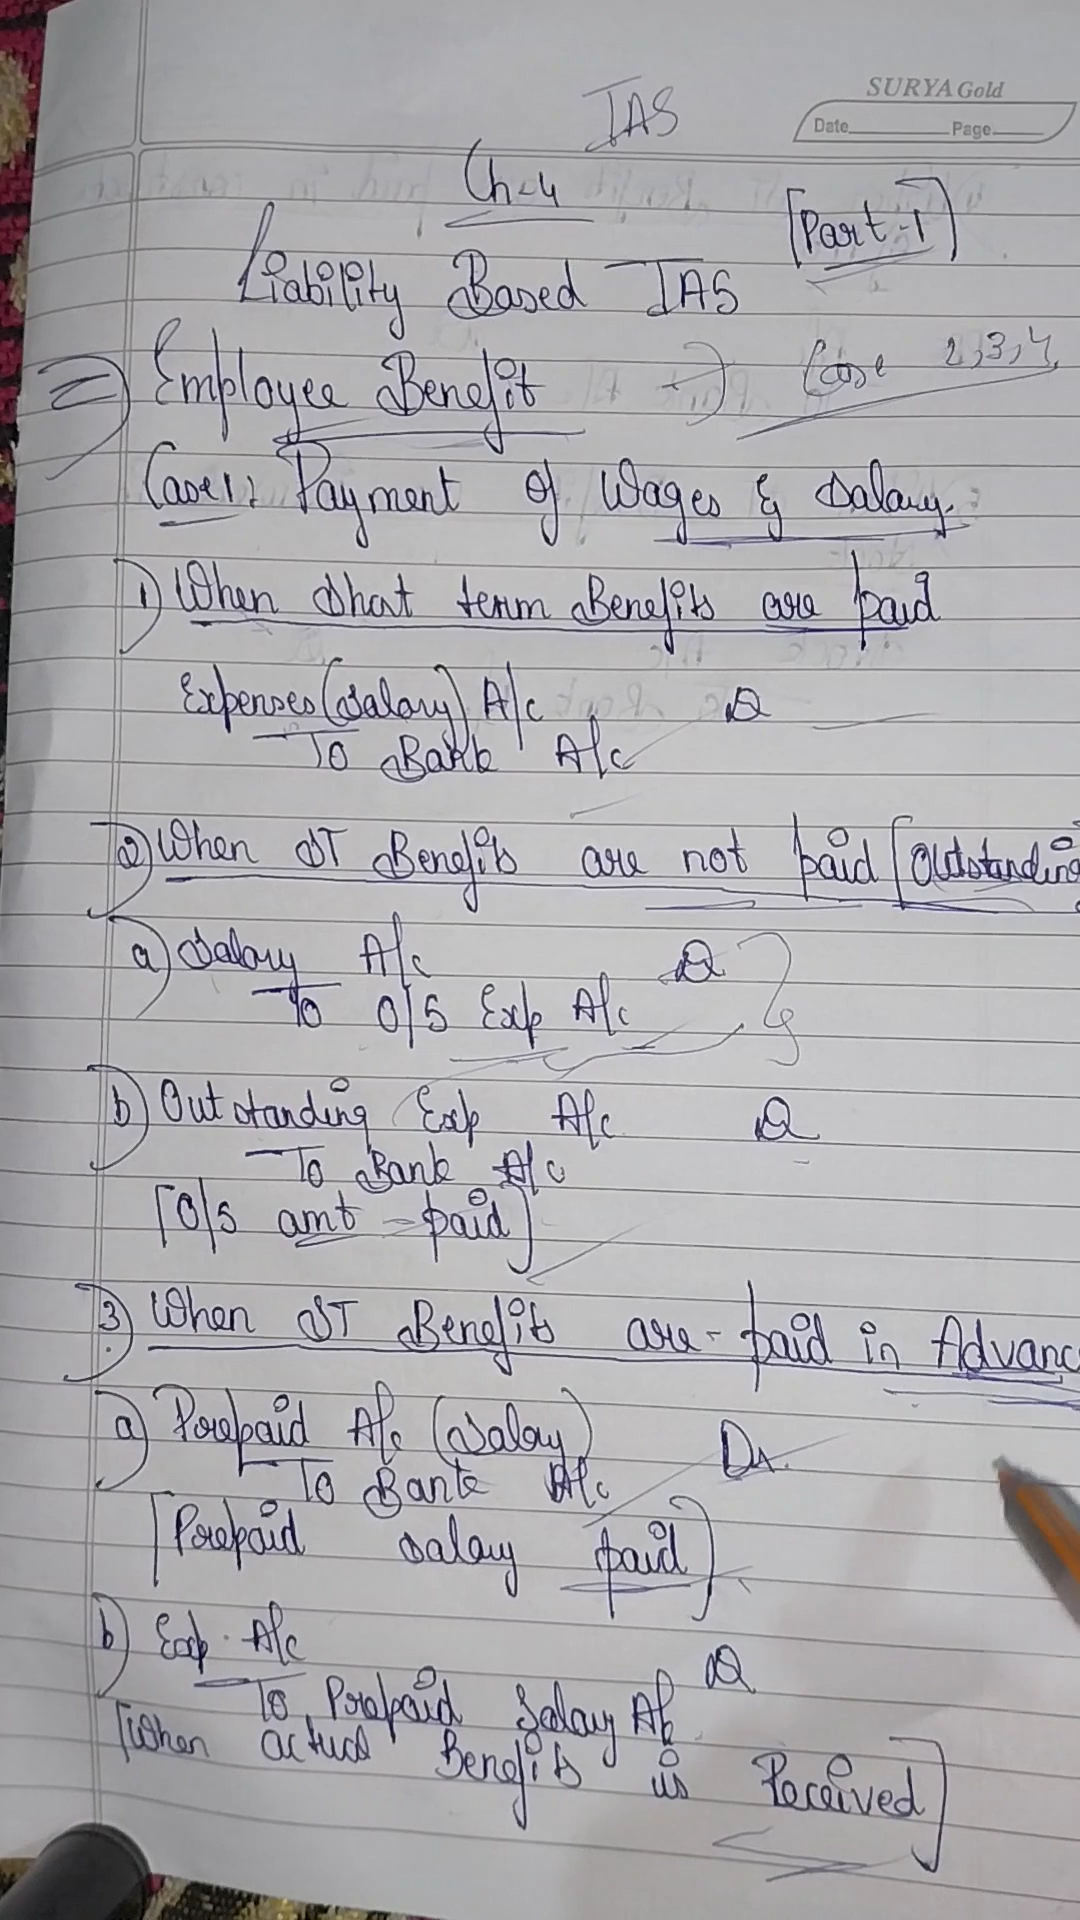 SURYA Gold
IAS
Date Page
Ch-4
[Part-1]
Liability Based IAS
Employee Benefit Case 2,3,4
Case 1: Payment of Wages & Salary.
1) When Short term Benefits are paid
Expenses (Salary) A/c Dr
To Bank A/c
2) When ST Benefits are not paid [Outstanding
a) Salary A/c Dr
To O/S Exp A/c
b) Outstanding Exp A/c Dr
To Bank A/c
[O/S amt paid]
3) When ST Benefits are paid in Advanc
a) Prepaid A/c (Salary) Dr.
To Bank A/c
[Prepaid Salary paid]
b) Exp. A/c Dr
To Prepaid Salary A/c
[When actual Benefits is Received]